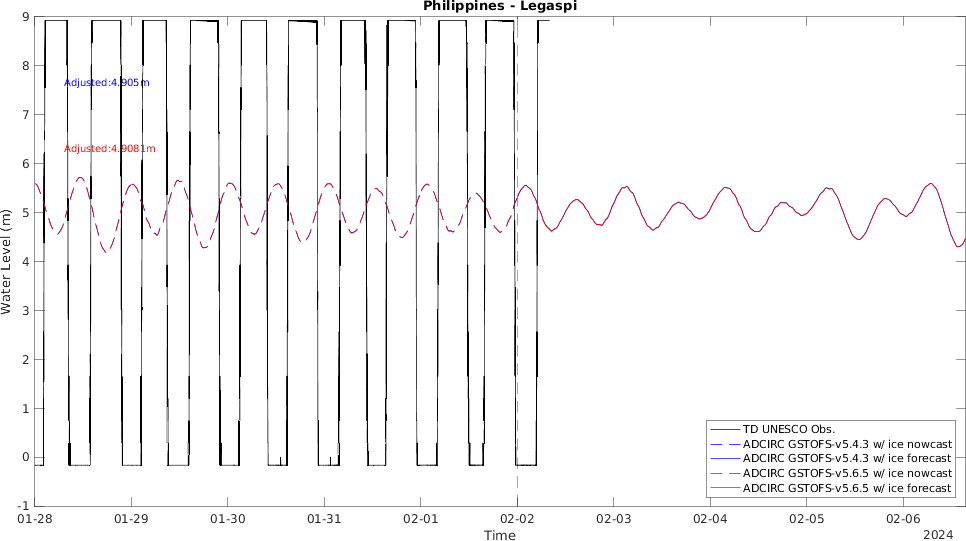 Philippines - Legaspi
9
8
7
6
5
4
3
2
1
0
-1
Water Level (m)
Adjusted:4.905m
Adjusted:4.9081m
TD UNESCO Obs.
ADCIRC GSTOFS-v5.4.3 w/ ice nowcast
ADCIRC GSTOFS-v5.4.3 w/ ice forecast
ADCIRC GSTOFS-v5.6.5 w/ ice nowcast
ADCIRC GSTOFS-v5.6.5 w/ ice forecast
01-28 01-29 01-30 01-31 02-01 02-02 02-03 02-04 02-05 02-06
Time
2024